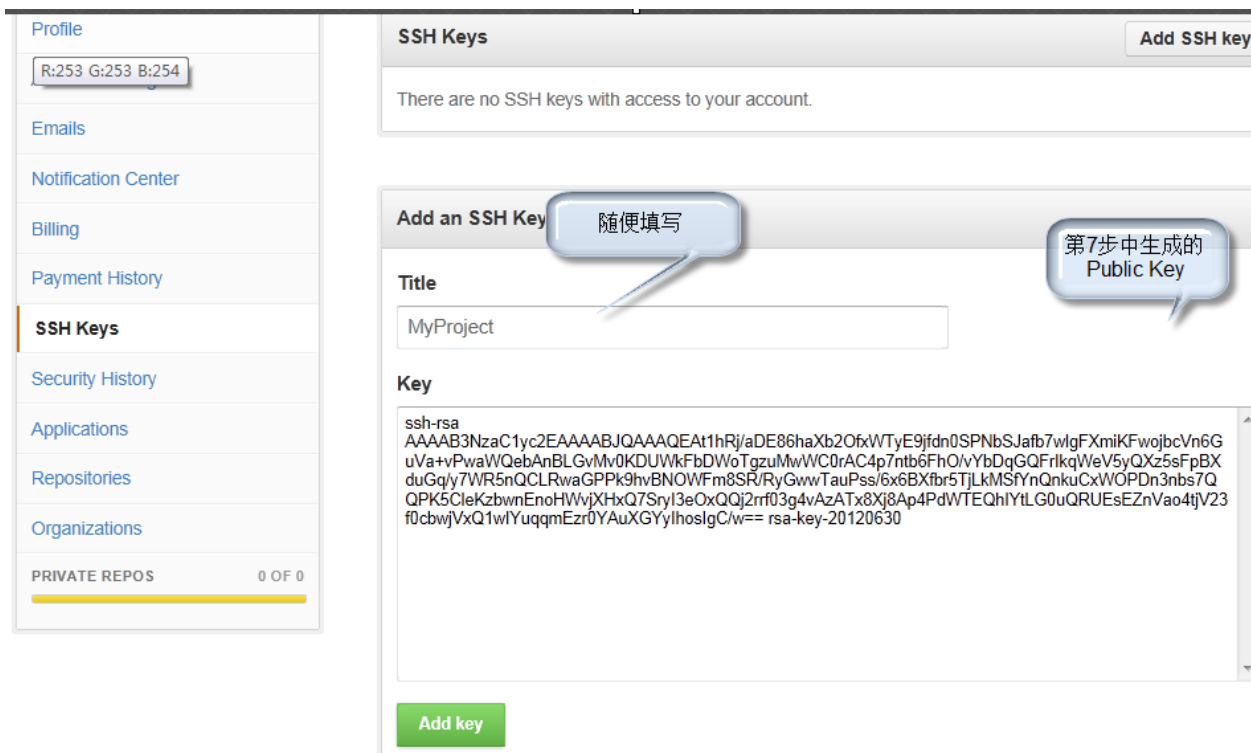 Profile
R:253 G:253 B:254
Emails
Notification Center
Billing
Payment History
SSH Keys
Security History
Applications
Repositories
Organizations
PRIVATE REPOS 0 OF 0
SSH Keys
Add SSH key
There are no SSH keys with access to your account.
Add an SSH Key
随便填写
第7步中生成的
Public Key
Title
MyProject
Key
ssh-rsa
AAAAB3NzaC1yc2EAAAABJQAAAQEAt1hRj/aDE86haXb2OfxWTyE9jfdn0SPNbSJafb7wlgFXmiKFwojbcVn6G
uVa+vPwaWQebAnBLGvMv0KDUWkFbDWoTgzuMwWC0rAC4p7ntb6FhO/vYbDqGQFrIkqWeV5yQXz5sFpBX
duGq/y7WR5nQCLRwaGPPk9hvBNOWFm8SR/RyGwwTauPss/6x6BXfbr5TjLkMSfYnQnkuCxWOPDn3nbs7Q
QPK5CIeKzbwnEnoHWvjXHxQ7SryI3eOxQQj2rrf03g4vAzATx8Xj8Ap4PdWTEQhIYtLG0uQRUEsEZnVao4tjV23
f0cbwjVxQ1wIYuqqmEzr0YAuXGYyIhosIgC/w== rsa-key-20120630
Add key